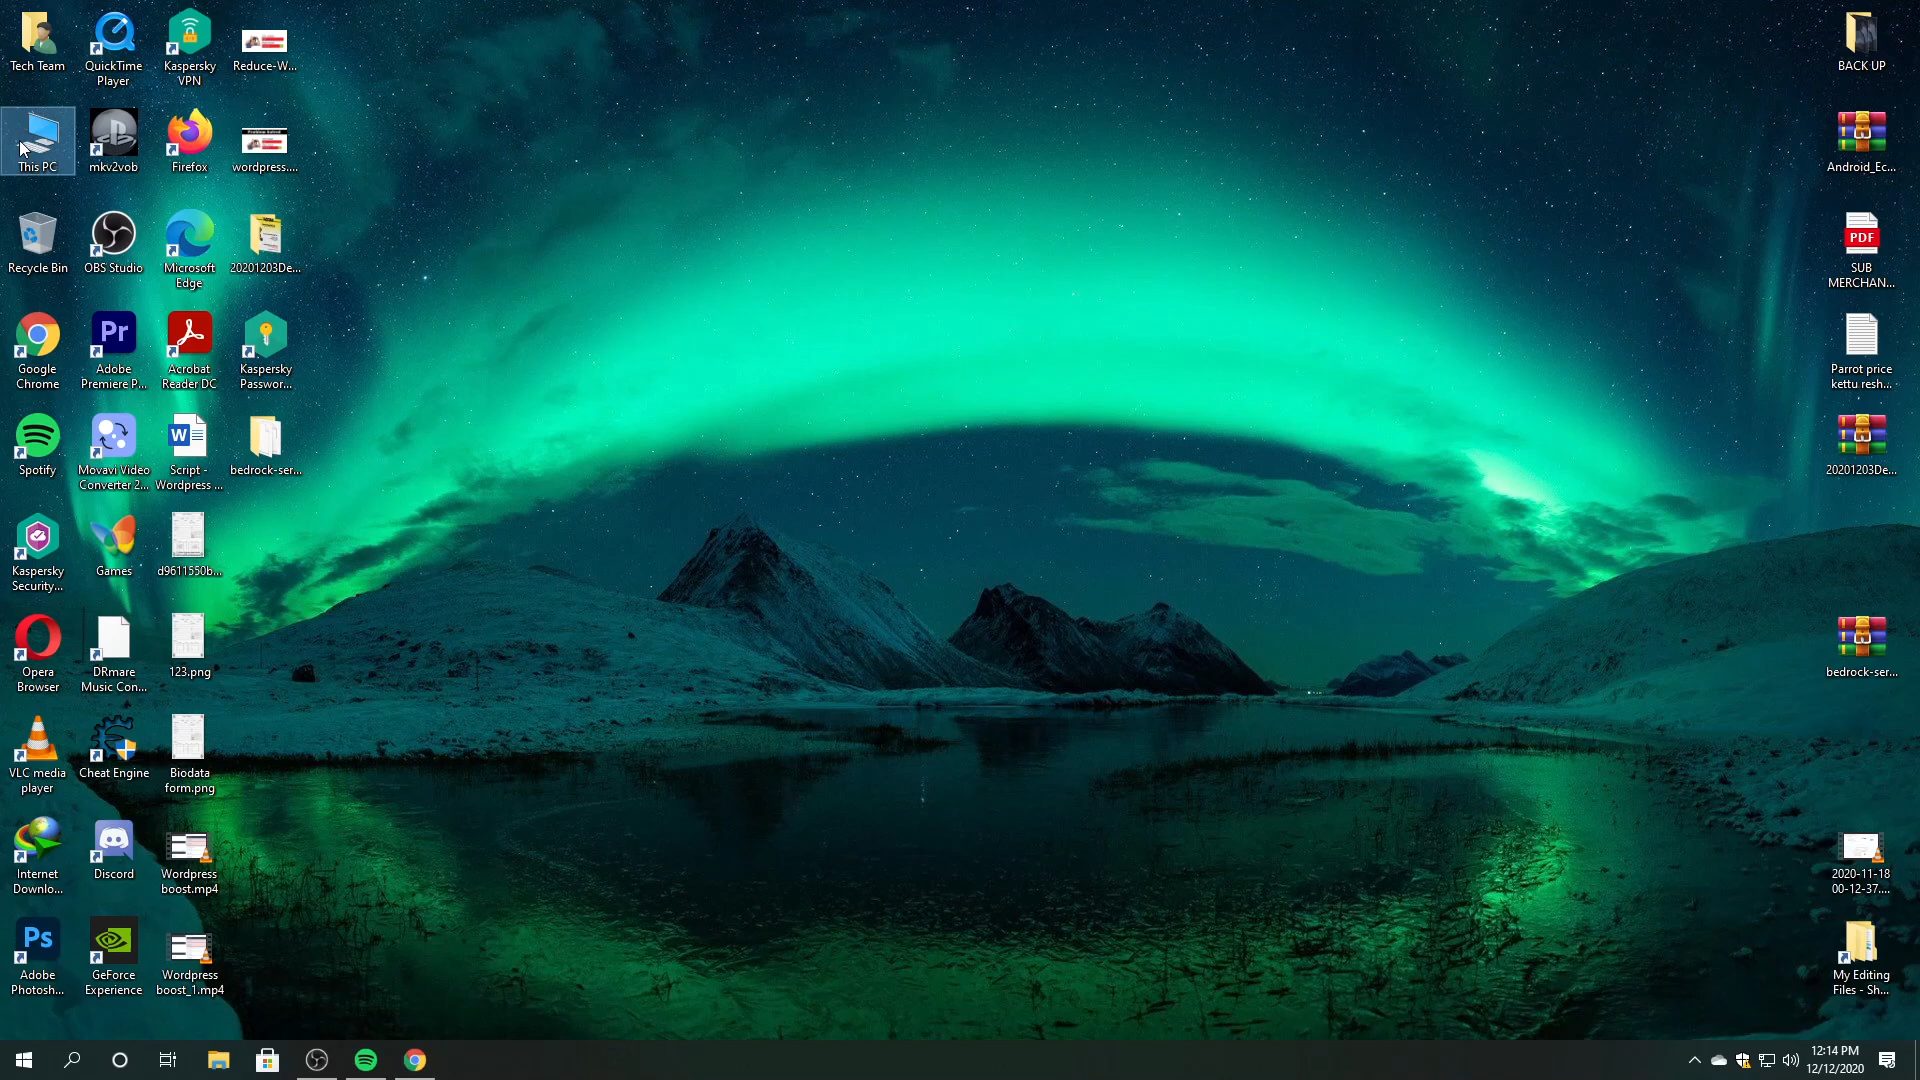 Tech Team
QuickTime
Player
Kaspersky
VPN
Reduce-W...
This PC
mkv2vob
Firefox
wordpress....
Recycle Bin
OBS Studio
Microsoft
Edge
20201203De...
Google
Chrome
Pr
Adobe
Premiere P...
Acrobat
Reader DC
Kaspersky
Passwor...
Spotify
Movavi Video
Converter 2...
W
Script -
Wordpress ...
bedrock-ser...
Kaspersky
Security...
Games
d9611550b...
Opera
Browser
DRmare
Music Con...
123.png
VLC media
player
Cheat Engine
Biodata
form.png
Internet
Downlo...
Discord
Wordpress
boost.mp4
Ps
Adobe
Photosh...
GeForce
Experience
Wordpress
boost_1.mp4
BACK UP
Android_Ec...
PDF
SUB
MERCHAN...
Parrot price
kettu resh...
20201203De...
bedrock-ser...
2020-11-18
00-12-37....
My Editing
Files - Sh...
12:14 PM
12/12/2020